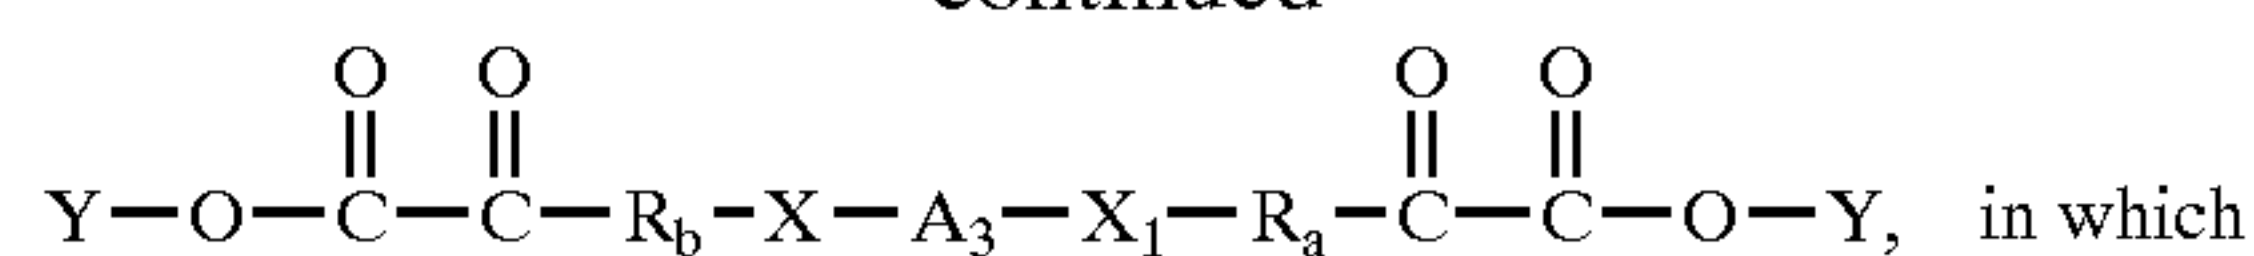 O O O O
Y—O—C—C—R_b—X—A_3—X_1—R_a—C—C—O—Y, in which